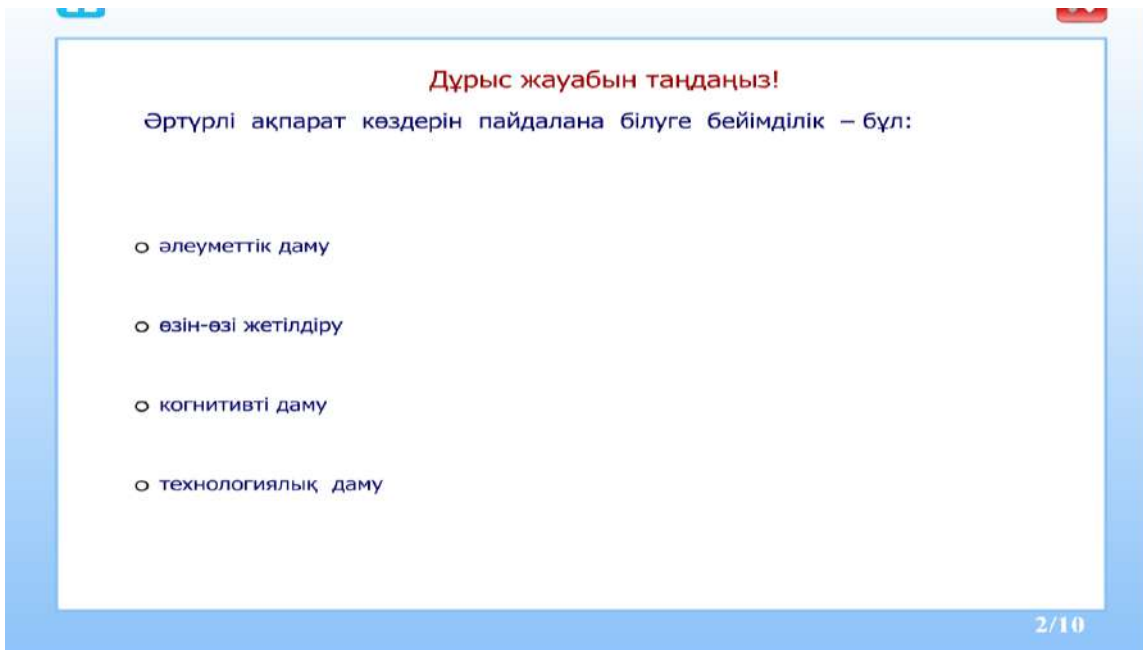 Дұрыс жауабын таңдаңыз!
Әртүрлі ақпарат көздерін пайдалана білуге бейімділік – бұл:
о әлеуметтік даму
о өзін-өзі жетілдіру
о когнитивті даму
о технологиялық даму
2/10